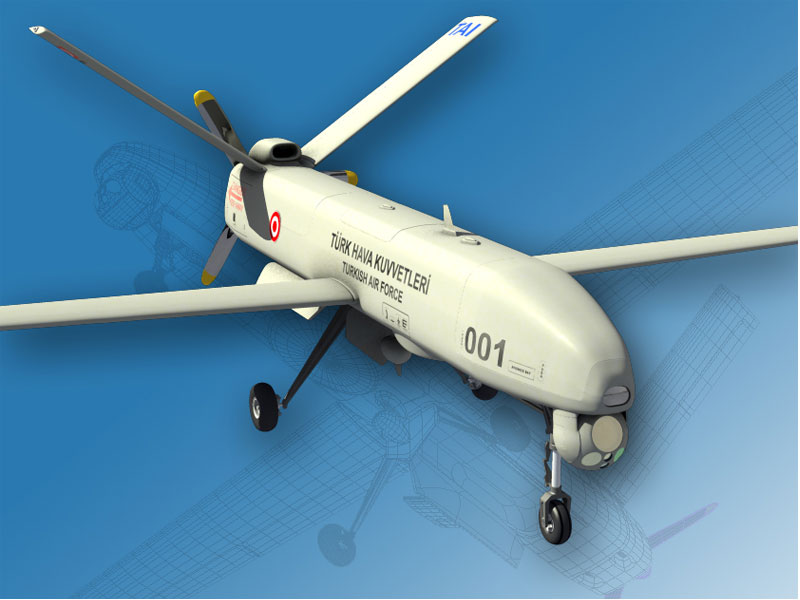 TAI
TÜRK HAVA KUVVETLERİ
TURKISH AIR FORCE
001